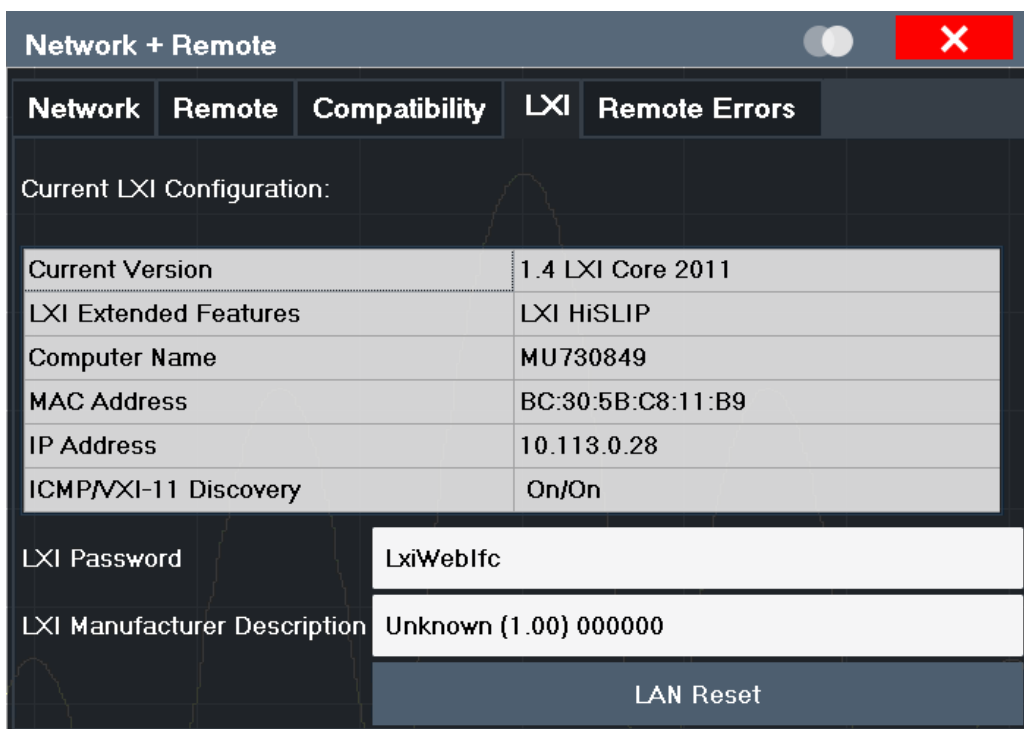 Network + Remote
Network Remote Compatibility LXI Remote Errors
Current LXI Configuration:
Current Version 1.4 LXI Core 2011
LXI Extended Features LXI HiSLIP
Computer Name MU730849
MAC Address BC:30:5B:C8:11:B9
IP Address 10.113.0.28
ICMP/VXI-11 Discovery On/On
LXI Password LxiWebIfc
LXI Manufacturer Description Unknown (1.00) 000000
LAN Reset